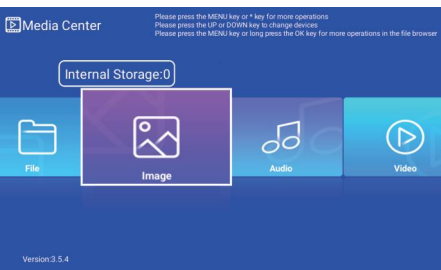 Media Center
Please press the MENU key or * key for more operations
Please press the UP or DOWN key to change devices
Please press the MENU key or long press the OK key for more operations in the file browser
Internal Storage:0
File
Image
Audio
Video
Version:3.5.4